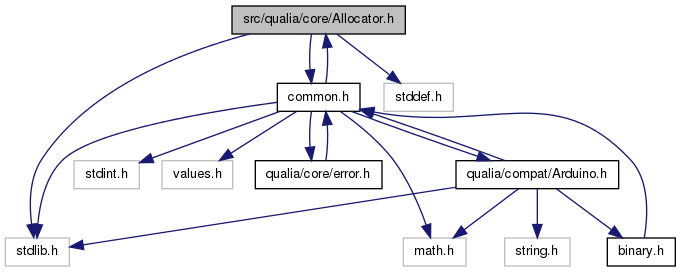 src/qualia/core/Allocator.h
common.h
stddef.h
stdint.h
values.h
qualia/core/error.h
qualia/compat/Arduino.h
stdlib.h
math.h
string.h
binary.h